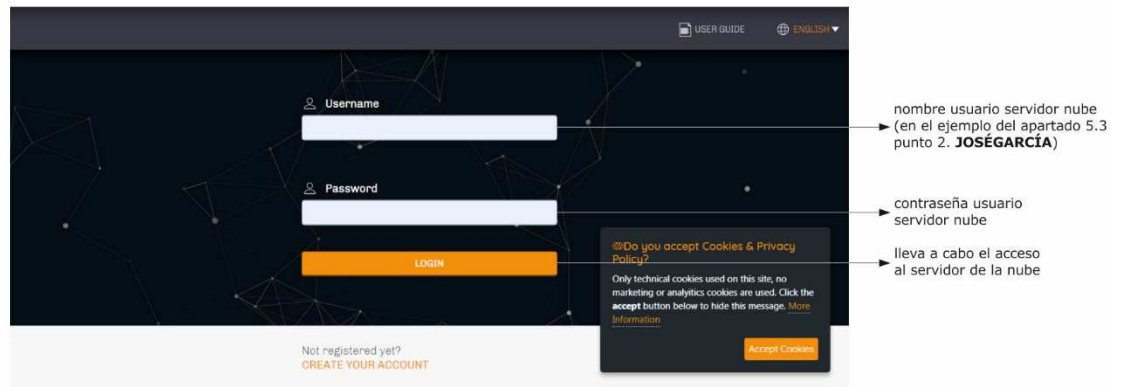 USER GUIDE
ENGLISH
Username
nombre usuario servidor nube
(en el ejemplo del apartado 5.3
punto 2. JOSÉGARCÍA)
Password
contraseña usuario
servidor nube
LOGIN
lleva a cabo el acceso
al servidor de la nube
Do you accept Cookies & Privacy
Policy?
Only technical cookies used on this site, no
marketing or analyitics cookies are used. Click the
accept button below to hide this message. More
Information
Accept Cookies
Not registered yet?
CREATE YOUR ACCOUNT